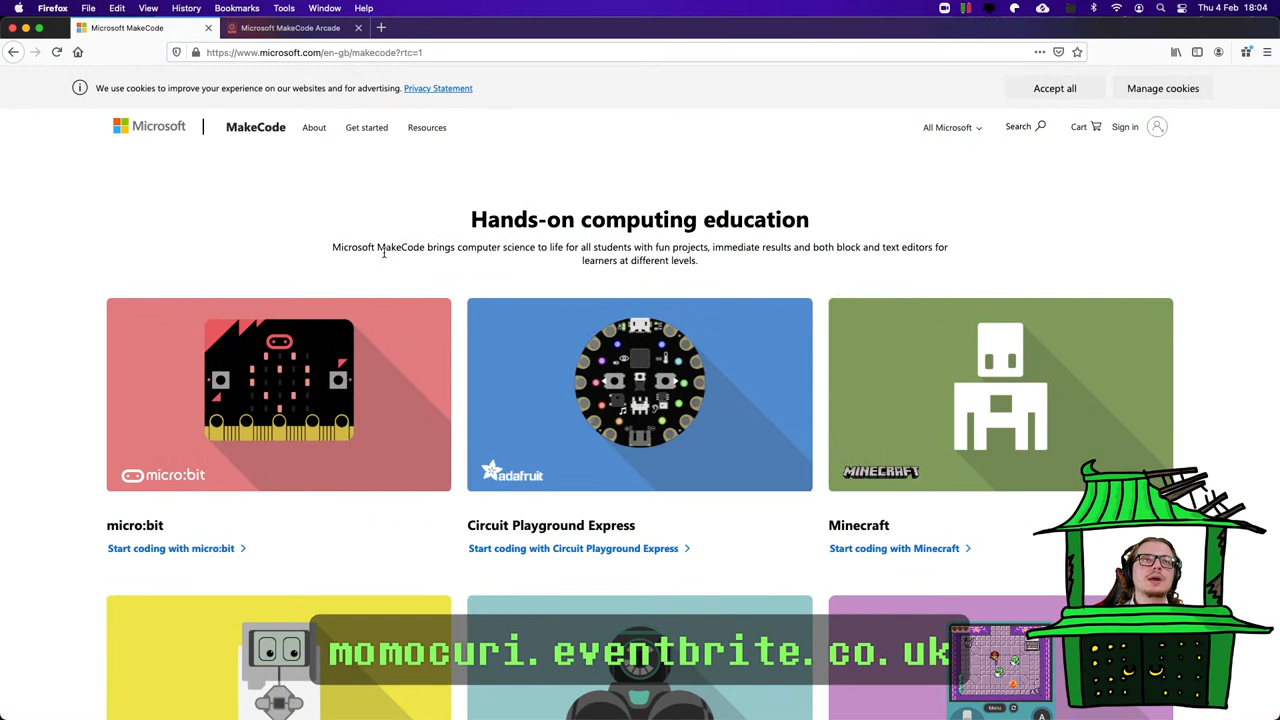 Firefox File Edit View History Bookmarks Tools Window Help
Thu 4 Feb 18:04
Microsoft MakeCode
Microsoft MakeCode Arcade
https://www.microsoft.com/en-gb/makecode?rtc=1
We use cookies to improve your experience on our websites and for advertising. Privacy Statement
Accept all
Manage cookies
Microsoft
MakeCode
About
Get started
Resources
All Microsoft
Search
Cart
Sign in
Hands-on computing education
Microsoft MakeCode brings computer science to life for all students with fun projects, immediate results and both block and text editors for
learners at different levels.
micro:bit
adafruit
MINECRAFT
micro:bit
Circuit Playground Express
Minecraft
Start coding with micro:bit
Start coding with Circuit Playground Express
Start coding with Minecraft
momocuri.eventbrite.co.uk
Menu
A